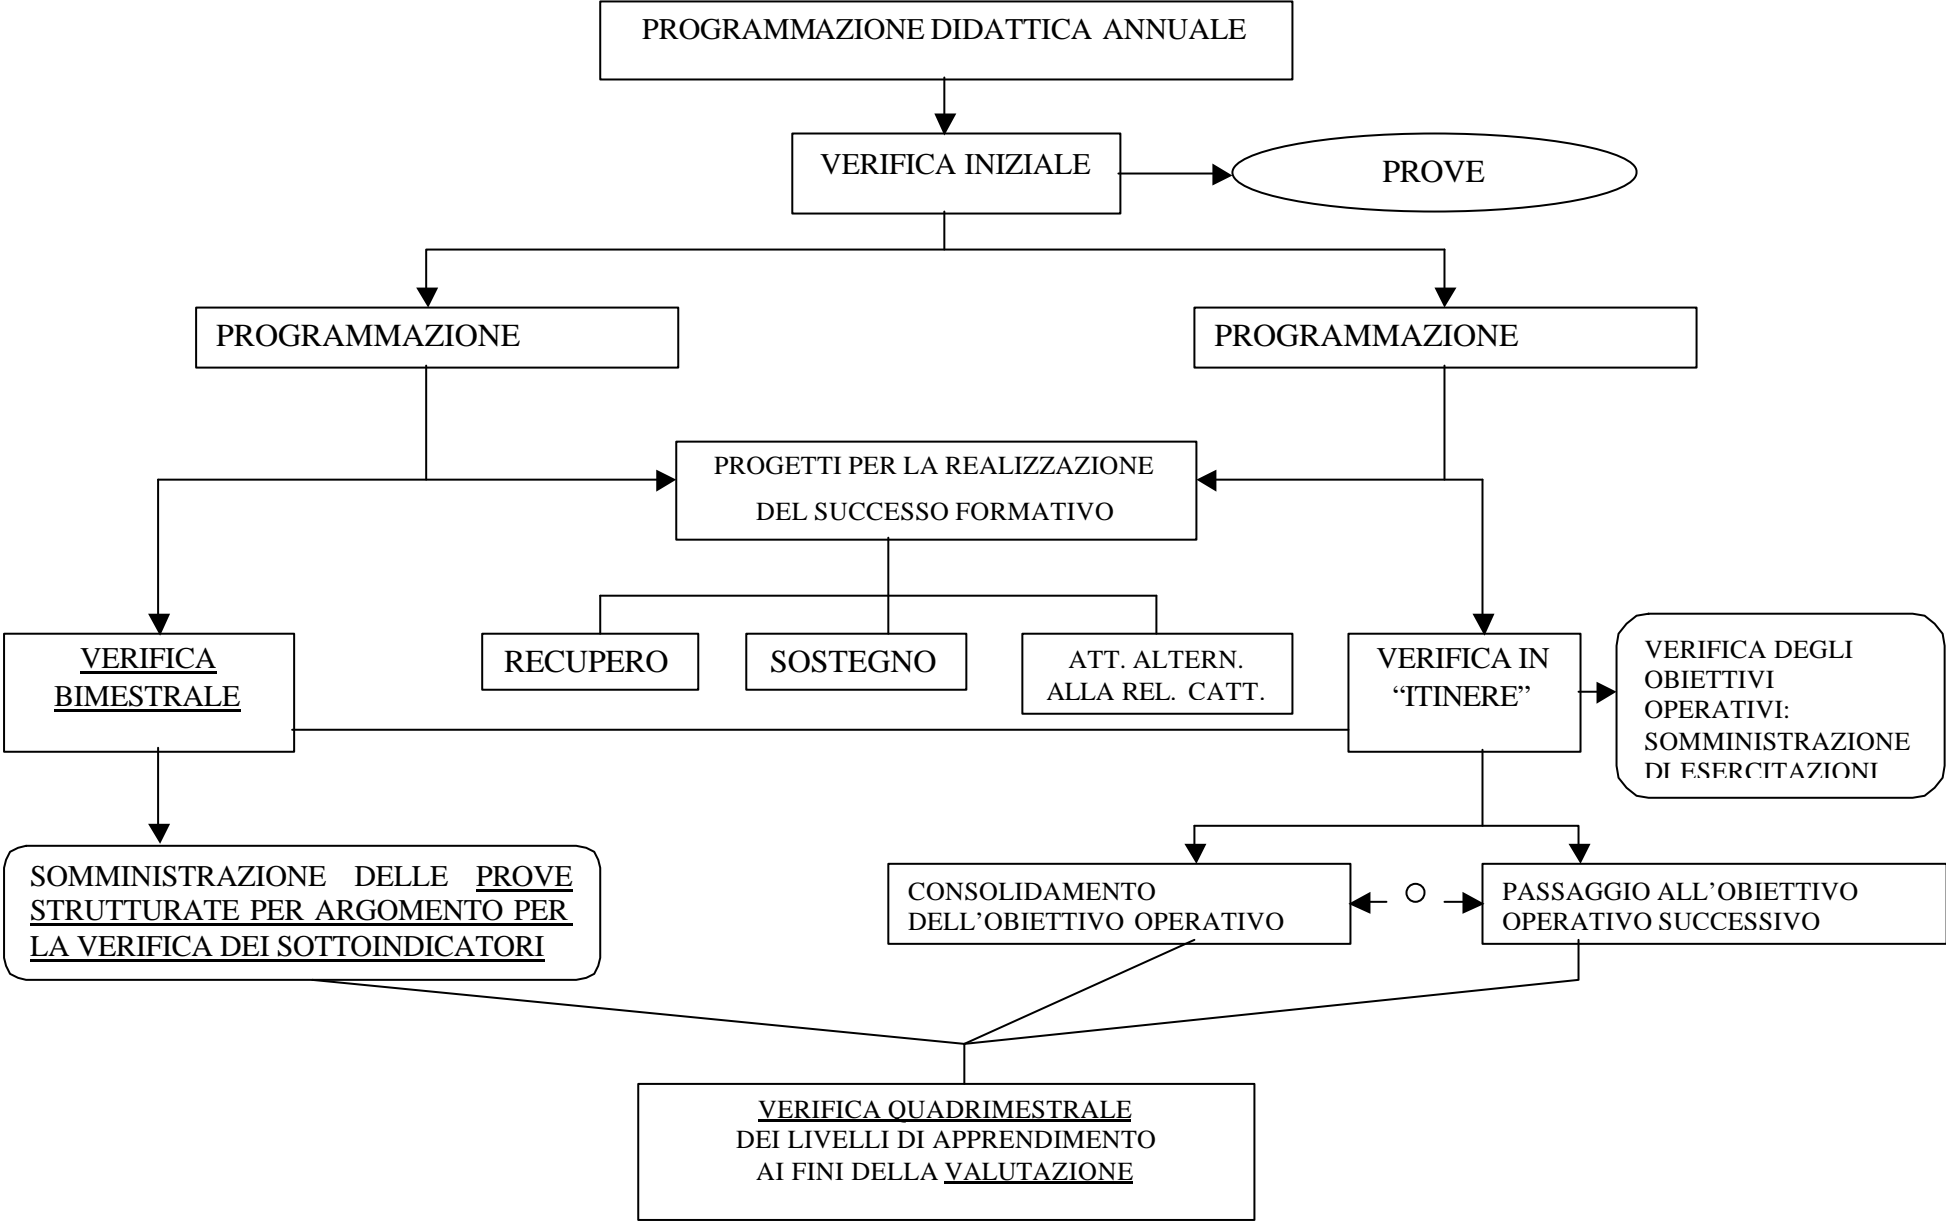 PROGRAMMAZIONE DIDATTICA ANNUALE
VERIFICA INIZIALE
PROVE
PROGRAMMAZIONE
PROGRAMMAZIONE
PROGETTI PER LA REALIZZAZIONE
DEL SUCCESSO FORMATIVO
VERIFICA
BIMESTRALE
RECUPERO
SOSTEGNO
ATT. ALTERN.
ALLA REL. CATT.
VERIFICA IN
“ITINERE”
VERIFICA DEGLI
OBIETTIVI
OPERATIVI:
SOMMINISTRAZIONE
DI ESERCITAZIONI
SOMMINISTRAZIONE DELLE PROVE
STRUTTURATE PER ARGOMENTO PER
LA VERIFICA DEI SOTTOINDICATORI
CONSOLIDAMENTO
DELL’OBIETTIVO OPERATIVO
O
PASSAGGIO ALL’OBIETTIVO
OPERATIVO SUCCESSIVO
VERIFICA QUADRIMESTRALE
DEI LIVELLI DI APPRENDIMENTO
AI FINI DELLA VALUTAZIONE